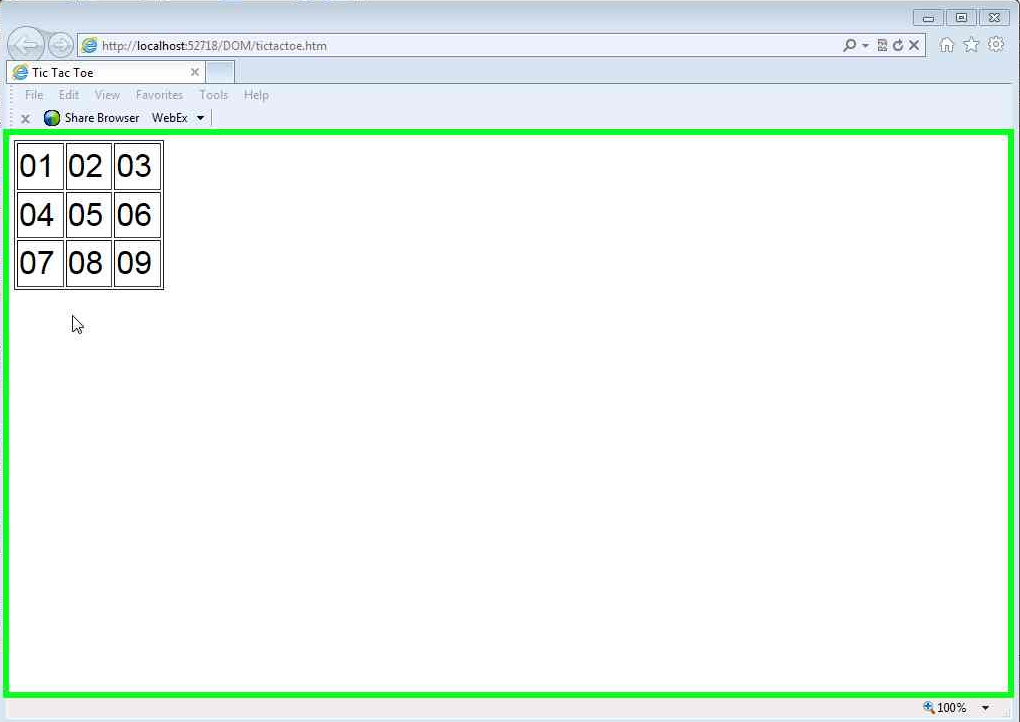 http://localhost:52718/DOM/tictactoe.htm
Tic Tac Toe
File Edit View Favorites Tools Help
Share Browser WebEx
01 02 03
04 05 06
07 08 09
100%